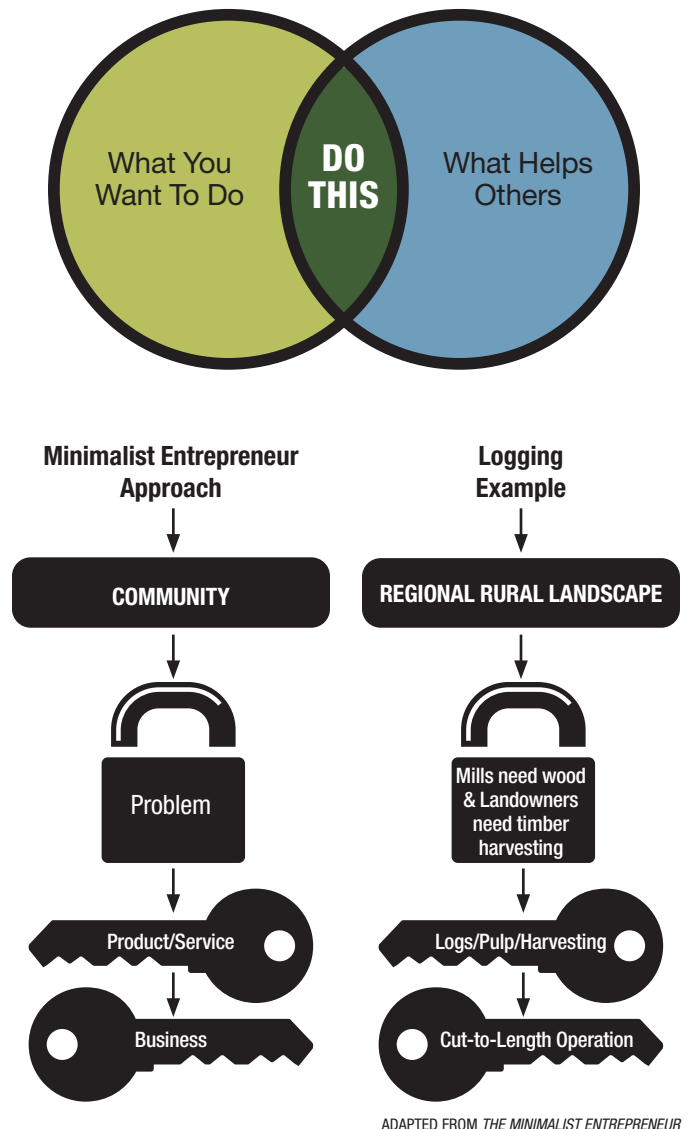 What You
Want To Do
DO
THIS
What Helps
Others
Minimalist Entrepreneur
Approach
COMMUNITY
Problem
Product/Service
Business
Logging
Example
REGIONAL RURAL LANDSCAPE
Mills need wood
& Landowners
need timber
harvesting
Logs/Pulp/Harvesting
Cut-to-Length Operation
ADAPTED FROM THE MINIMALIST ENTREPRENEUR